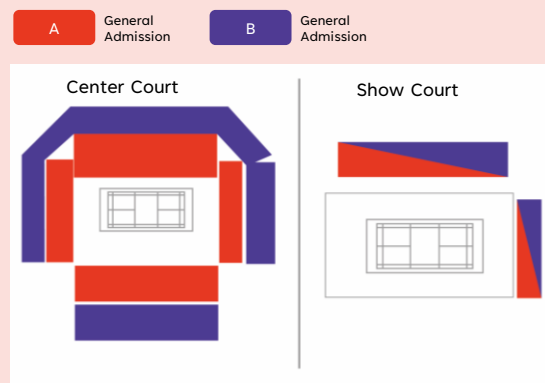 A
General
Admission
B
General
Admission
Center Court
Show Court